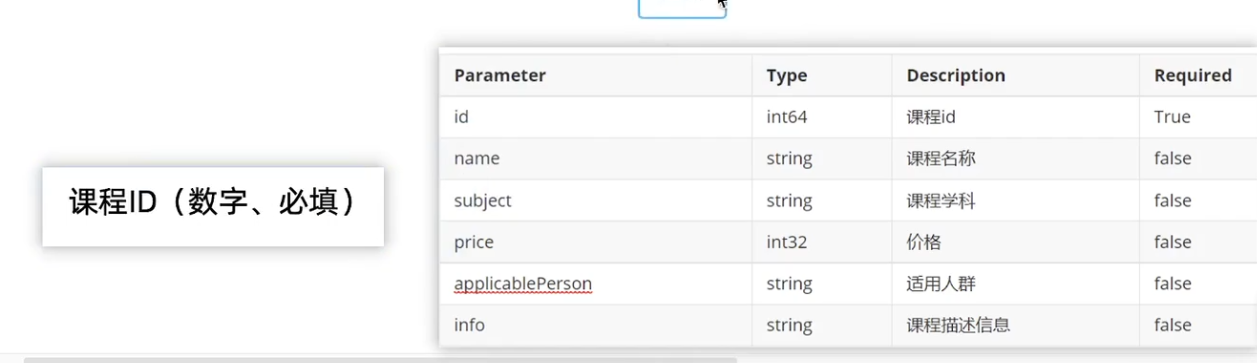 Parameter Type Description Required
id int64 课程id True
name string 课程名称 false
课程ID（数字、必填）
subject string 课程学科 false
price int32 价格 false
applicablePerson string 适用人群 false
info string 课程描述信息 false